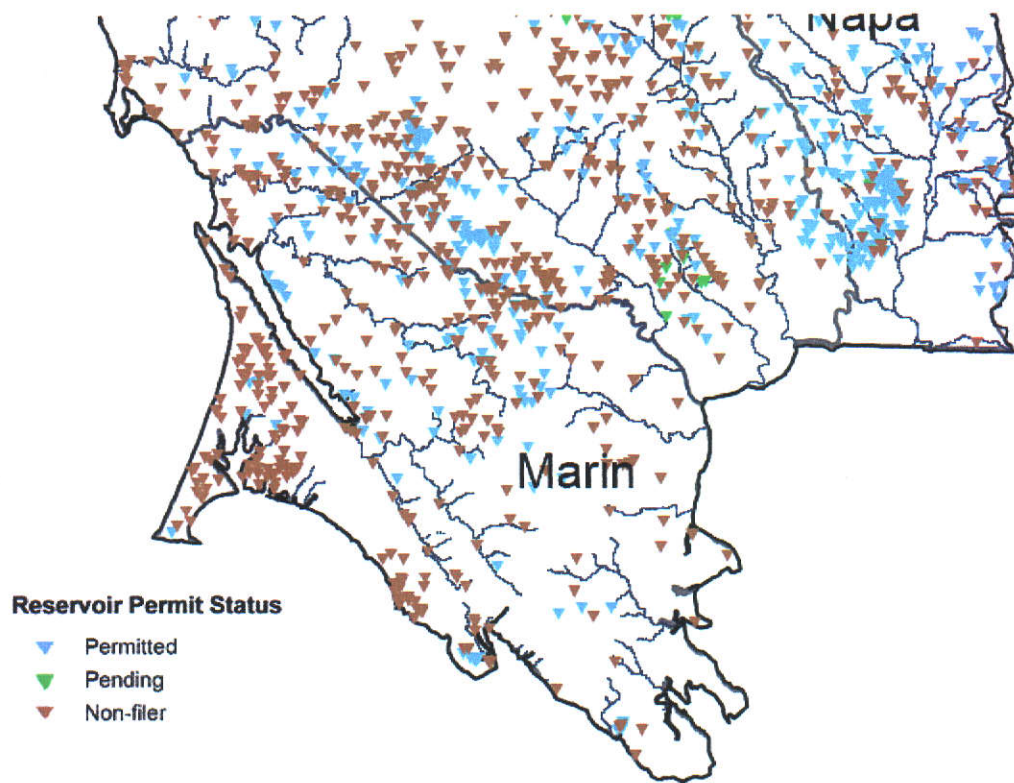 Napa
Marin
Reservoir Permit Status
Permitted
Pending
Non-filer